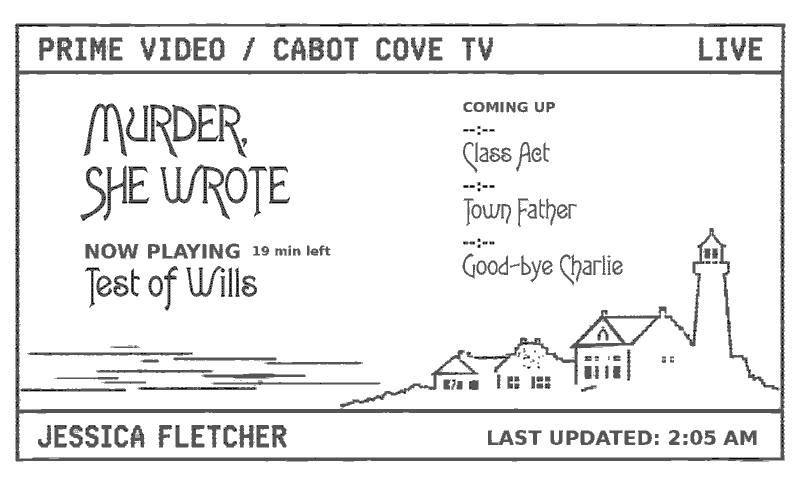 PRIME VIDEO / CABOT COVE TV
LIVE
MURDER,
SHE WROTE
NOW PLAYING 19 min left
Test of Wills
COMING UP
--:--
Class Act
--:--
Town Father
--:--
Good-bye Charlie
JESSICA FLETCHER
LAST UPDATED: 2:05 AM